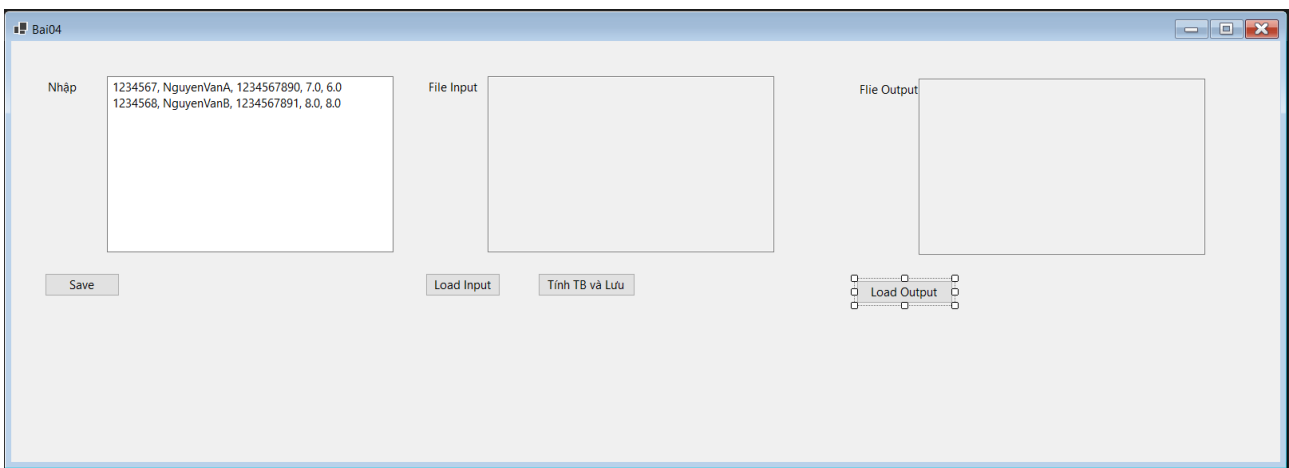 Bai04
Nhập
1234567, NguyenVanA, 1234567890, 7.0, 6.0
1234568, NguyenVanB, 1234567891, 8.0, 8.0
File Input
Flie Output
Save
Load Input
Tính TB và Lưu
Load Output